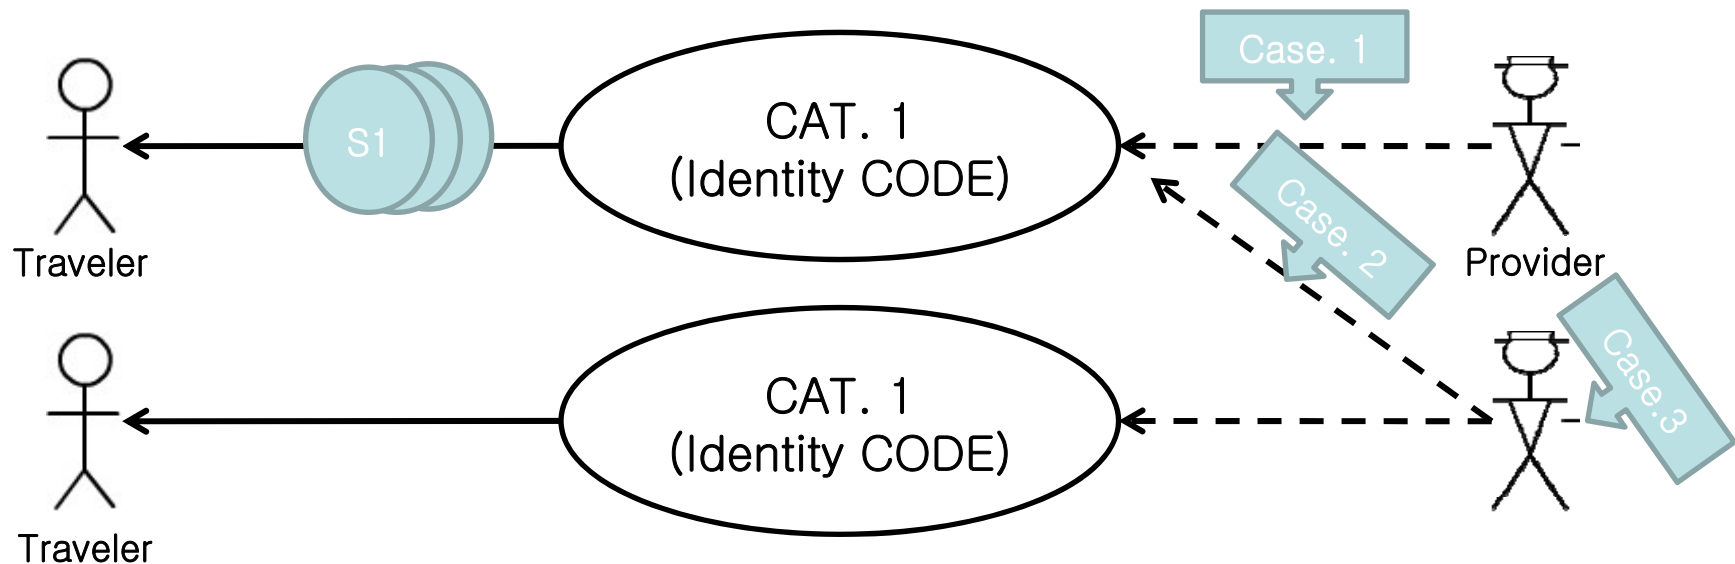 Case. 1
S1
CAT. 1
(Identity CODE)
Case. 2
Traveler
Provider
Case.3
CAT. 1
(Identity CODE)
Traveler